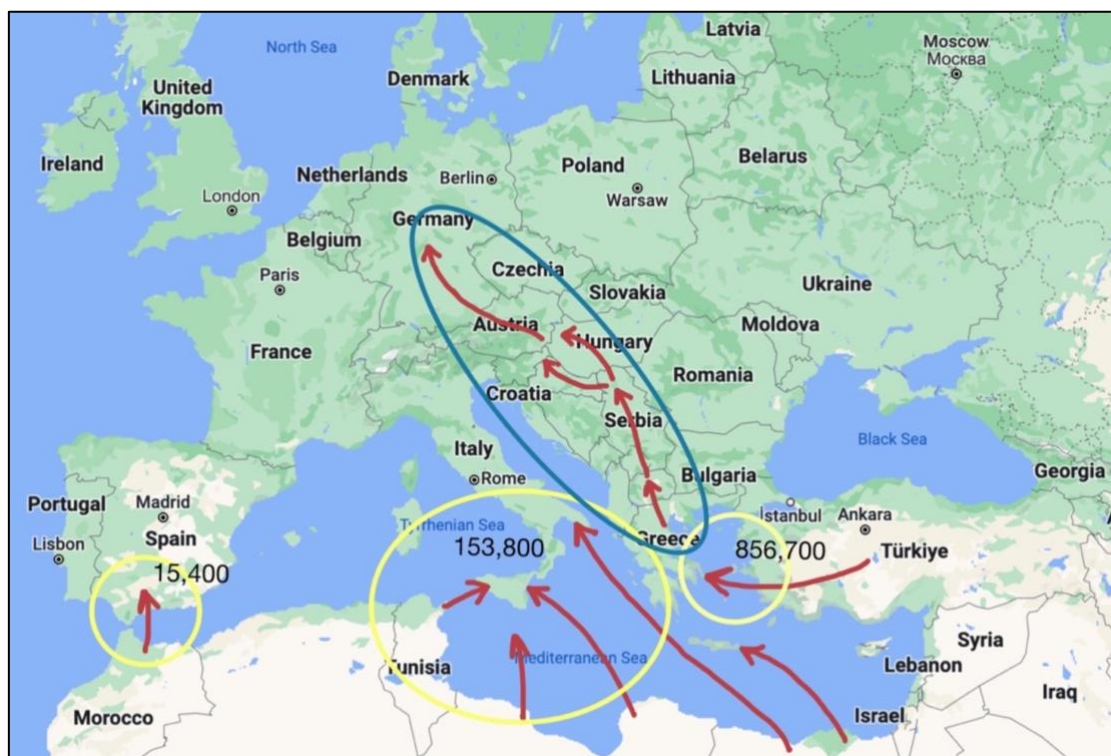 Latvia
Moscow
Москва
North Sea
Denmark
Lithuania
United
Kingdom
Ireland
Belarus
Poland
Netherlands
Berlin
Warsaw
London
Germany
Belgium
Paris
Czechia
Ukraine
Slovakia
Austria
Moldova
Hungary
France
Romania
Croatia
Serbia
Black Sea
Italy
Georgia
Rome
Bulgaria
Portugal
Madrid
İstanbul
Ankara
Tyrrhenian Sea
Spain
Greece
Lisbon
153,800
856,700
Türkiye
15,400
Syria
Mediterranean Sea
Tunisia
Lebanon
Iraq
Morocco
Israel